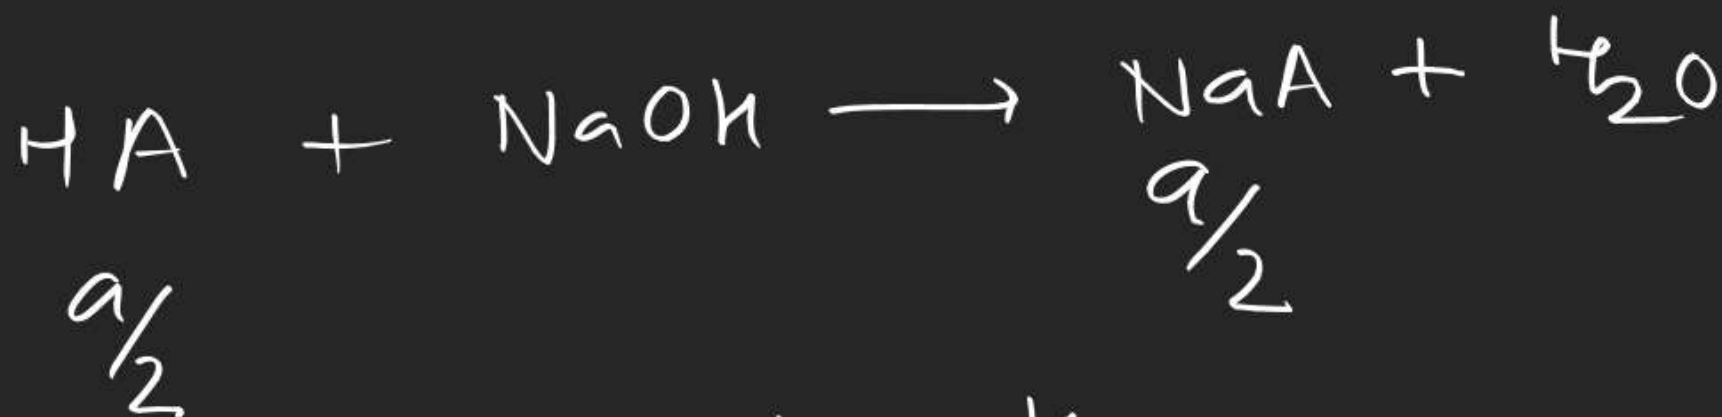 HA + NaOH ⟶ NaA + H₂O
a/2 a/2